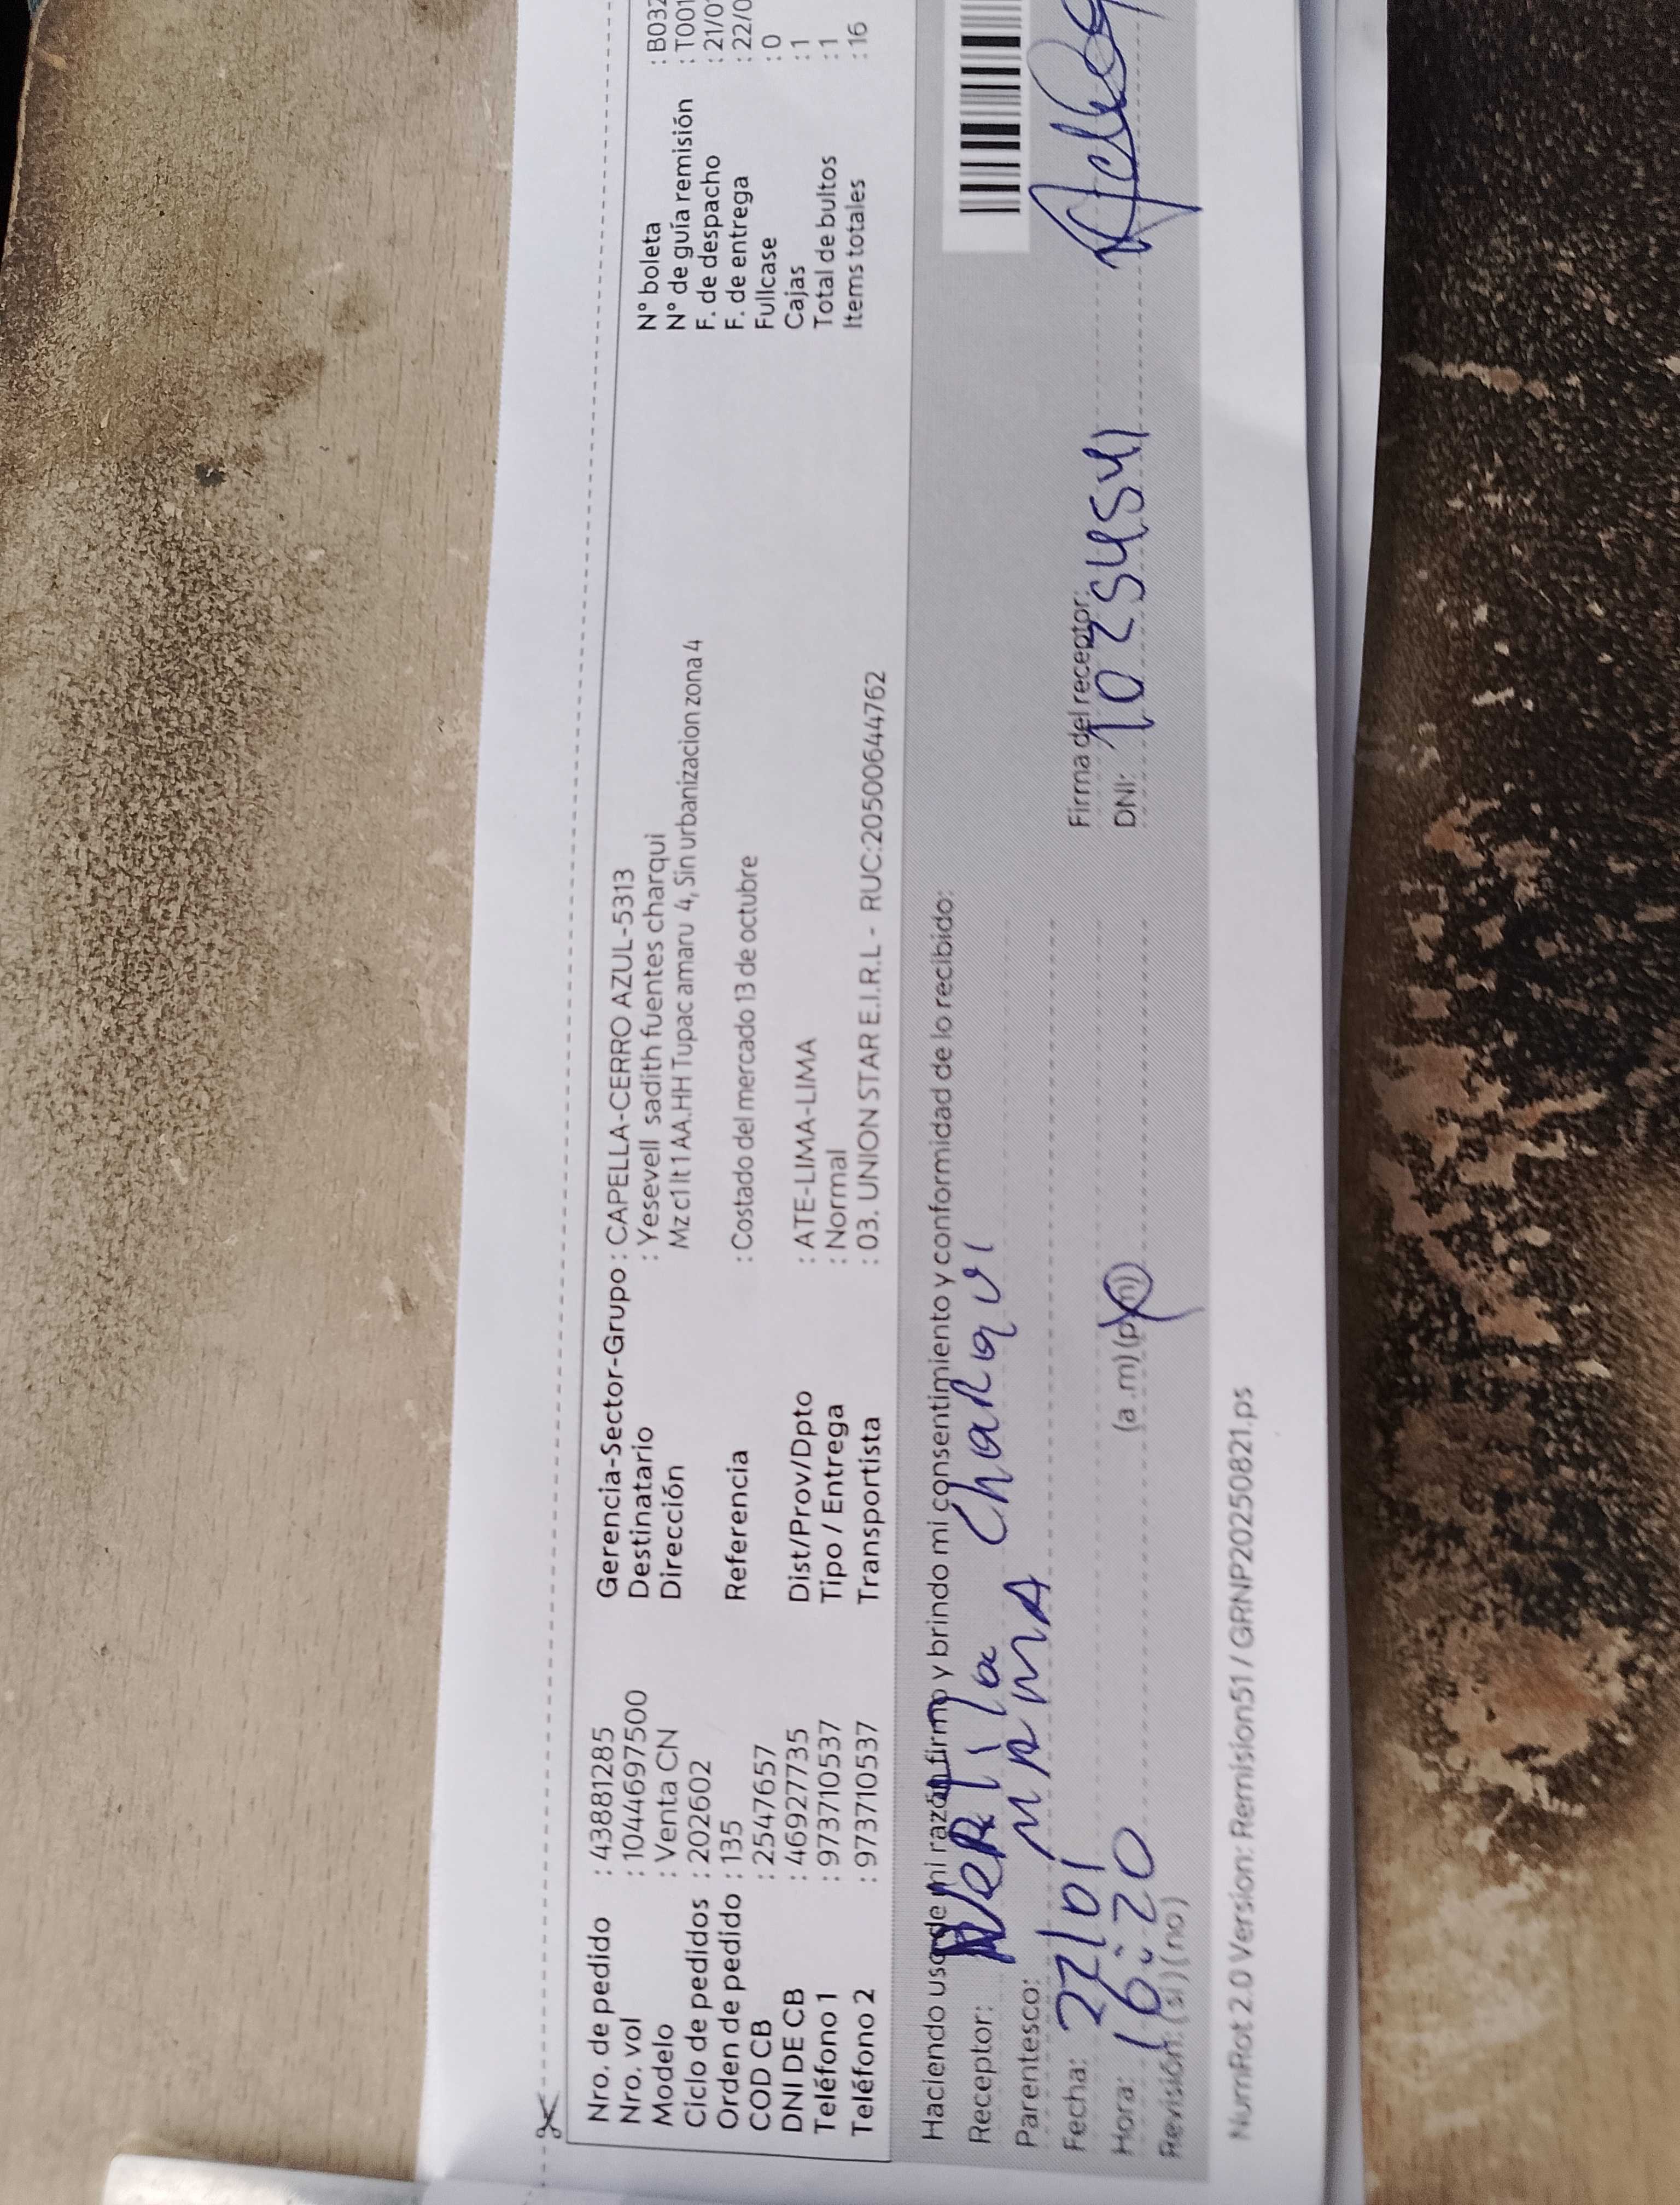 Nro. de pedido : 43881285
Nro. vol : 1044697500
Modelo : Venta CN
Ciclo de pedidos : 202602
Orden de pedido : 135
COD CB : 2547657
DNI DE CB : 46927735
Teléfono 1 : 973710537
Teléfono 2 : 973710537
Gerencia-Sector-Grupo : CAPELLA-CERRO AZUL-5313
Destinatario : Yesevell sadith fuentes charqui
Dirección Mz c1 lt 1 AA.HH Tupac amaru 4, Sin urbanizacion zona 4
Referencia : Costado del mercado 13 de octubre
Dist/Prov/Dpto : ATE-LIMA-LIMA
Tipo / Entrega : Normal
Transportista : 03. UNION STAR E.I.R.L - RUC:20500644762
N° boleta : B032
N° de guía remisión : T001
F. de despacho : 21/0
F. de entrega : 22/0
Fullcase : 0
Cajas : 1
Total de bultos : 1
Items totales : 16
Haciendo uso de mi razón firmo y brindo mi consentimiento y conformidad de lo recibido:
Receptor: Charqui
Parentesco: MAMA
Fecha: 22/01
Hora: 16:20 (a .m) (p.m)
Revisión: (si) (no)
Firma del receptor:
DNI:
NumRot 2.0 Version: Remision51 / GRNP20250821.ps